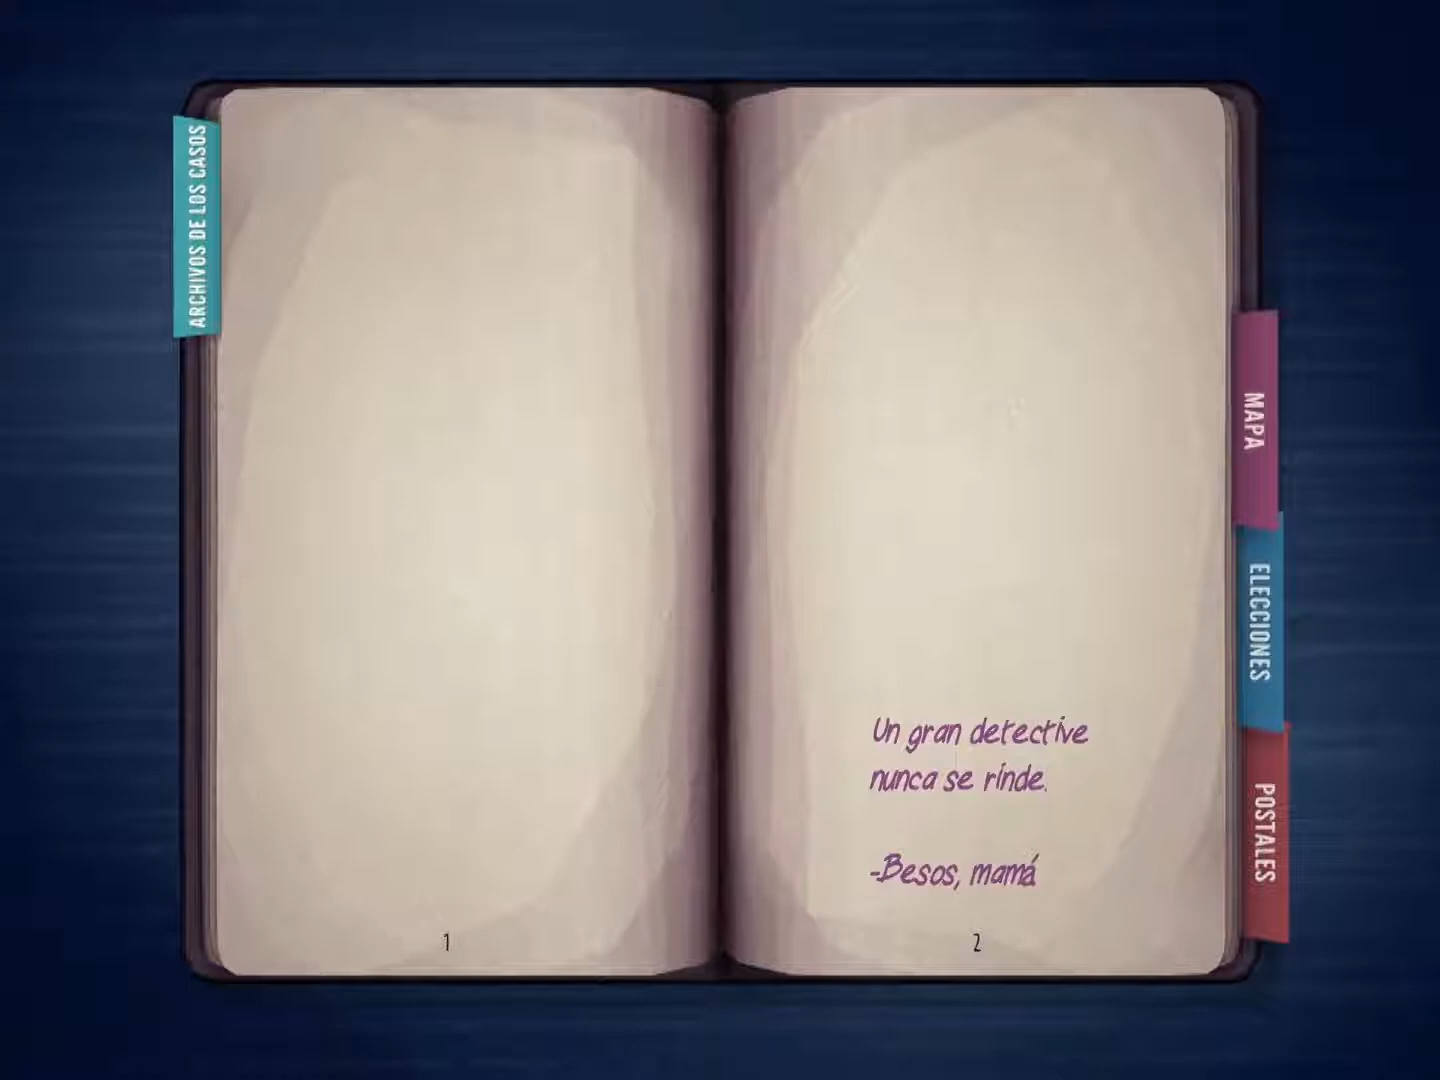 ARCHIVOS DE LOS CASOS
MAPA
ELECCIONES
POSTALES
Un gran detective
nunca se rinde.
-Besos, mamá
1
2